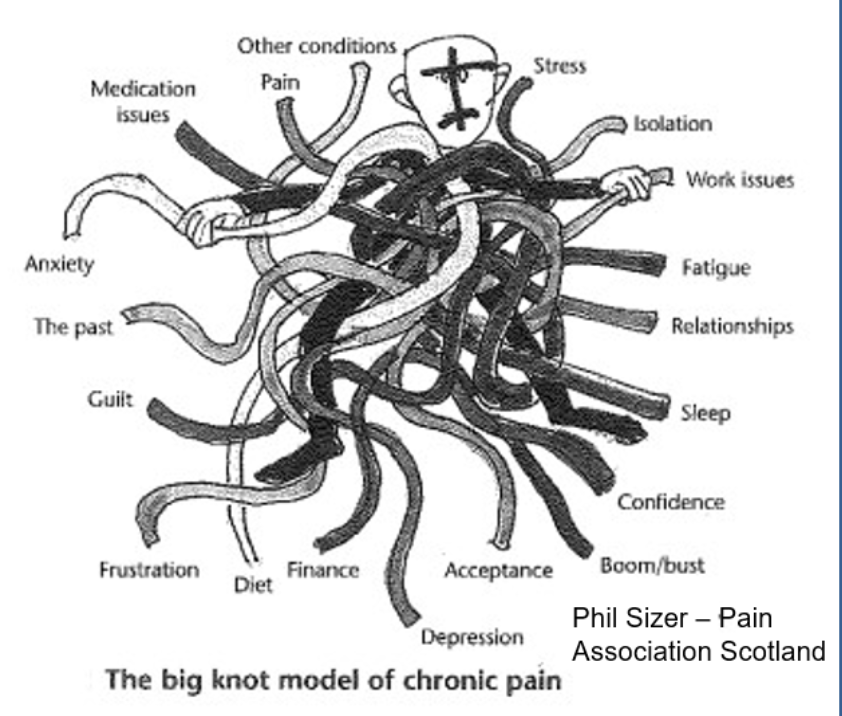 Other conditions
Stress
Medication
issues
Pain
Isolation
Work issues
Anxiety
Fatigue
The past
Relationships
Guilt
Sleep
Confidence
Frustration
Diet
Finance
Acceptance
Boom/bust
Depression
Phil Sizer – Pain
Association Scotland
The big knot model of chronic pain